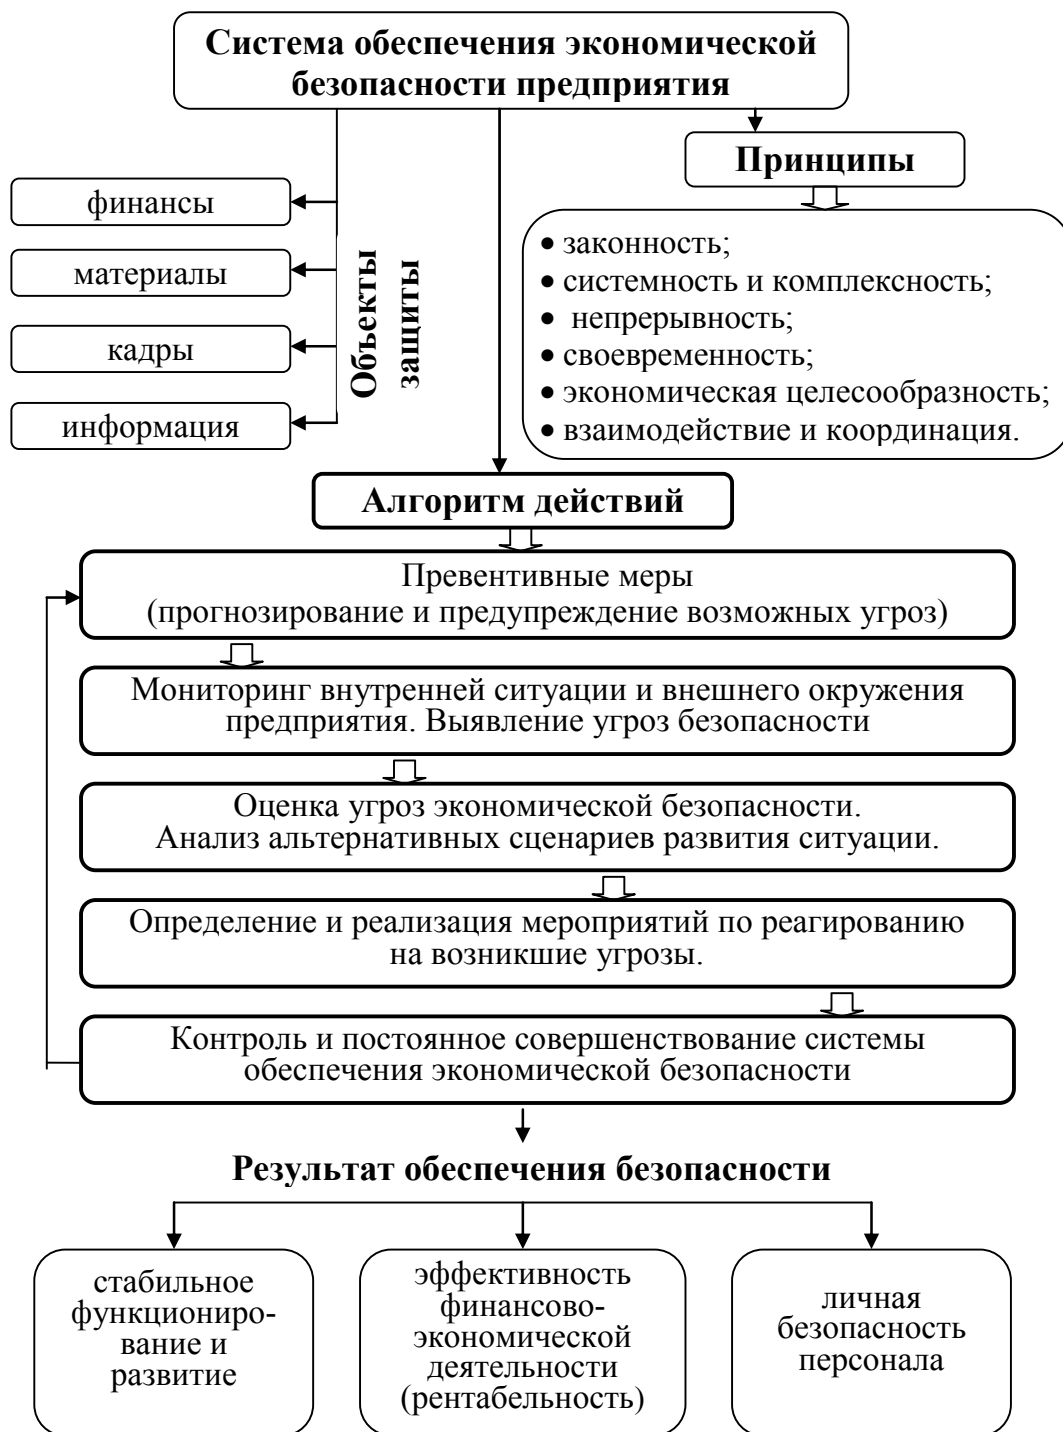 Система обеспечения экономической
безопасности предприятия
Принципы
финансы
материалы
кадры
информация
Объекты
защиты
• законность;
• системность и комплексность;
• непрерывность;
• своевременность;
• экономическая целесообразность;
• взаимодействие и координация.
Алгоритм действий
Превентивные меры
(прогнозирование и предупреждение возможных угроз)
Мониторинг внутренней ситуации и внешнего окружения
предприятия. Выявление угроз безопасности
Оценка угроз экономической безопасности.
Анализ альтернативных сценариев развития ситуации.
Определение и реализация мероприятий по реагированию
на возникшие угрозы.
Контроль и постоянное совершенствование системы
обеспечения экономической безопасности
Результат обеспечения безопасности
стабильное
функциониро-
вание и
развитие
эффективность
финансово-
экономической
деятельности
(рентабельность)
личная
безопасность
персонала